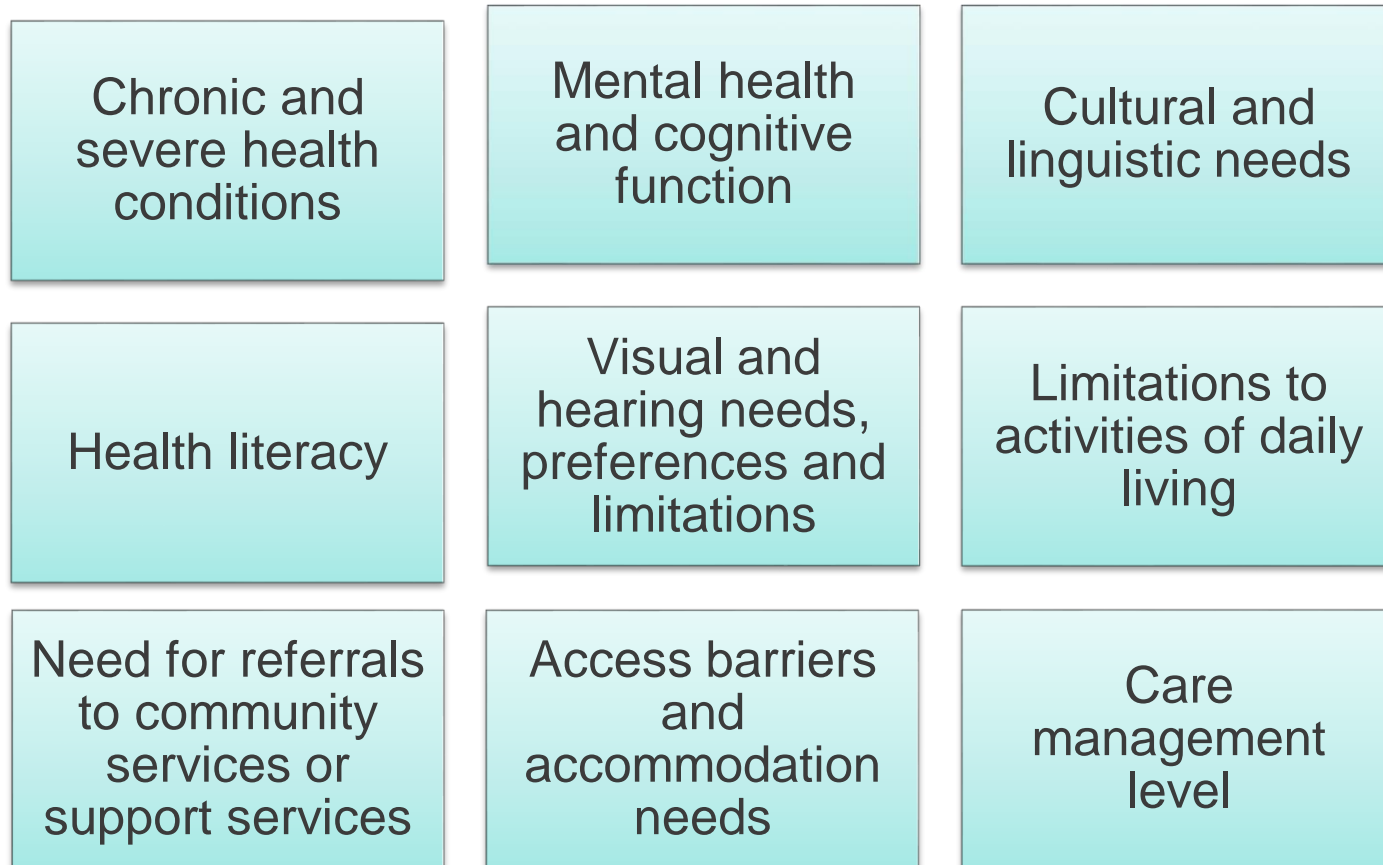 Chronic and
severe health
conditions
Mental health
and cognitive
function
Cultural and
linguistic needs
Health literacy
Visual and
hearing needs,
preferences and
limitations
Limitations to
activities of daily
living
Need for referrals
to community
services or
support services
Access barriers
and
accommodation
needs
Care
management
level